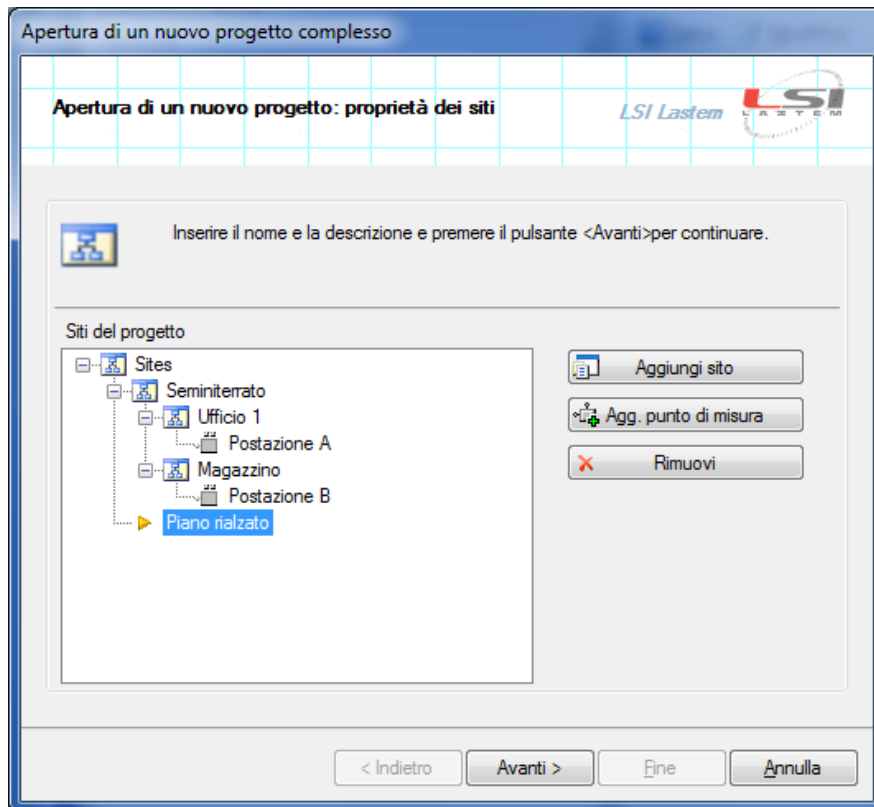 Apertura di un nuovo progetto complesso
Apertura di un nuovo progetto: proprietà dei siti
LSI Lastem
LSI
LASTEM
Inserire il nome e la descrizione e premere il pulsante <Avanti>per continuare.
Siti del progetto
Sites
Seminterrato
Ufficio 1
Postazione A
Magazzino
Postazione B
Piano rialzato
Aggiungi sito
Agg. punto di misura
Rimuovi
< Indietro
Avanti >
Fine
Annulla